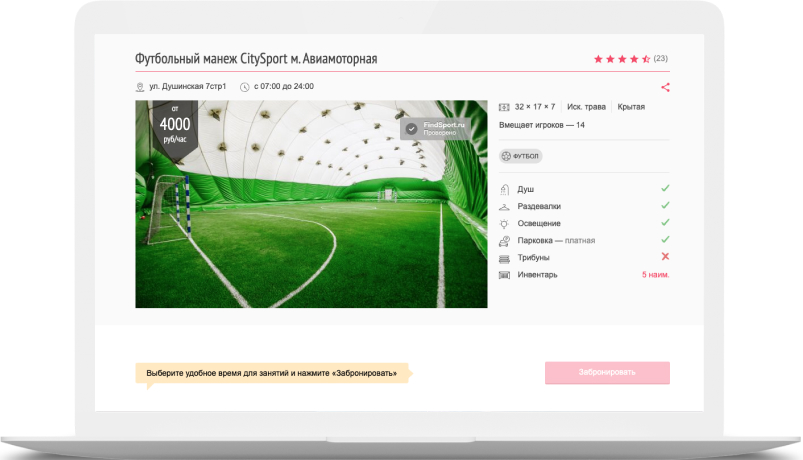 Футбольный манеж CitySport м. Авиамоторная
(23)
ул. Душинская 7стр1
с 07:00 до 24:00
от
4000
руб/час
FindSport.ru
Проверено
32 × 17 × 7
Иск. трава
Крытая
Вмещает игроков — 14
ФУТБОЛ
Душ
Раздевалки
Освещение
Парковка — платная
Трибуны
Инвентарь
5 наим.
Выберите удобное время для занятий и нажмите «Забронировать»
Забронировать